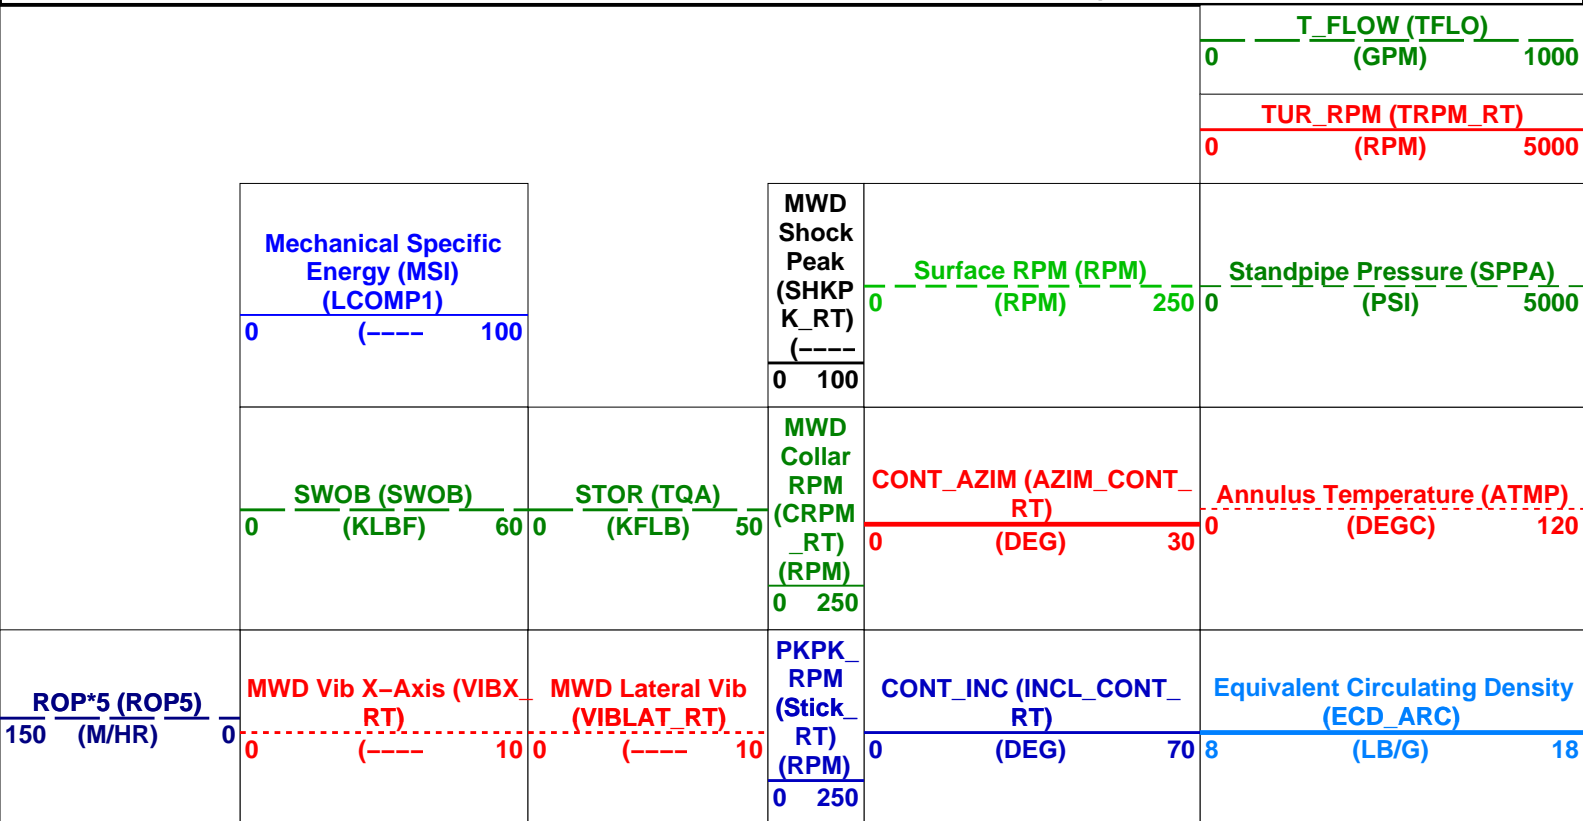 T_FLOW (TFLO)
0 (GPM) 1000
TUR_RPM (TRPM_RT)
0 (RPM) 5000
Mechanical Specific
Energy (MSI)
(LCOMP1)
0 (–––– 100
MWD
Shock
Peak
(SHKP
K_RT)
(––––
0 100
Surface RPM (RPM)
0 (RPM) 250
Standpipe Pressure (SPPA)
0 (PSI) 5000
SWOB (SWOB)
0 (KLBF) 60
STOR (TQA)
0 (KFLB) 50
MWD
Collar
RPM
(CRPM
_RT)
(RPM)
0 250
CONT_AZIM (AZIM_CONT_
RT)
0 (DEG) 30
Annulus Temperature (ATMP)
0 (DEGC) 120
ROP*5 (ROP5)
150 (M/HR) 0
MWD Vib X–Axis (VIBX_
RT)
0 (–––– 10
MWD Lateral Vib
(VIBLAT_RT)
0 (–––– 10
PKPK_
RPM
(Stick_
RT)
(RPM)
0 250
CONT_INC (INCL_CONT_
RT)
0 (DEG) 70
Equivalent Circulating Density
(ECD_ARC)
8 (LB/G) 18